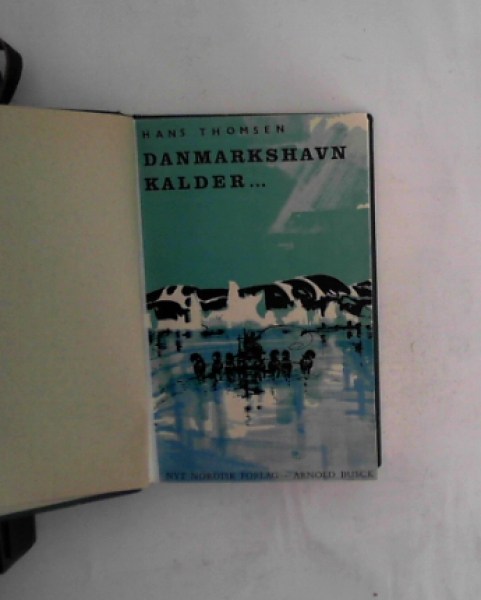 HANS THOMSEN
DANMARKSHAVN
KALDER...
NYT NORDISK FORLAG - ARNOLD BUSCK